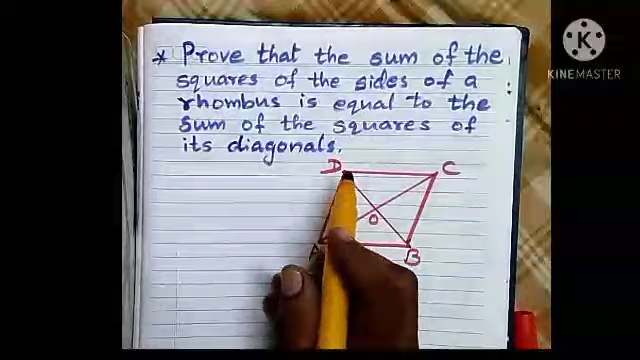 * Prove that the sum of the
squares of the sides of a
rhombus is equal to the
sum of the squares of
its diagonals.
D C
O
A B
K
KINEMASTER